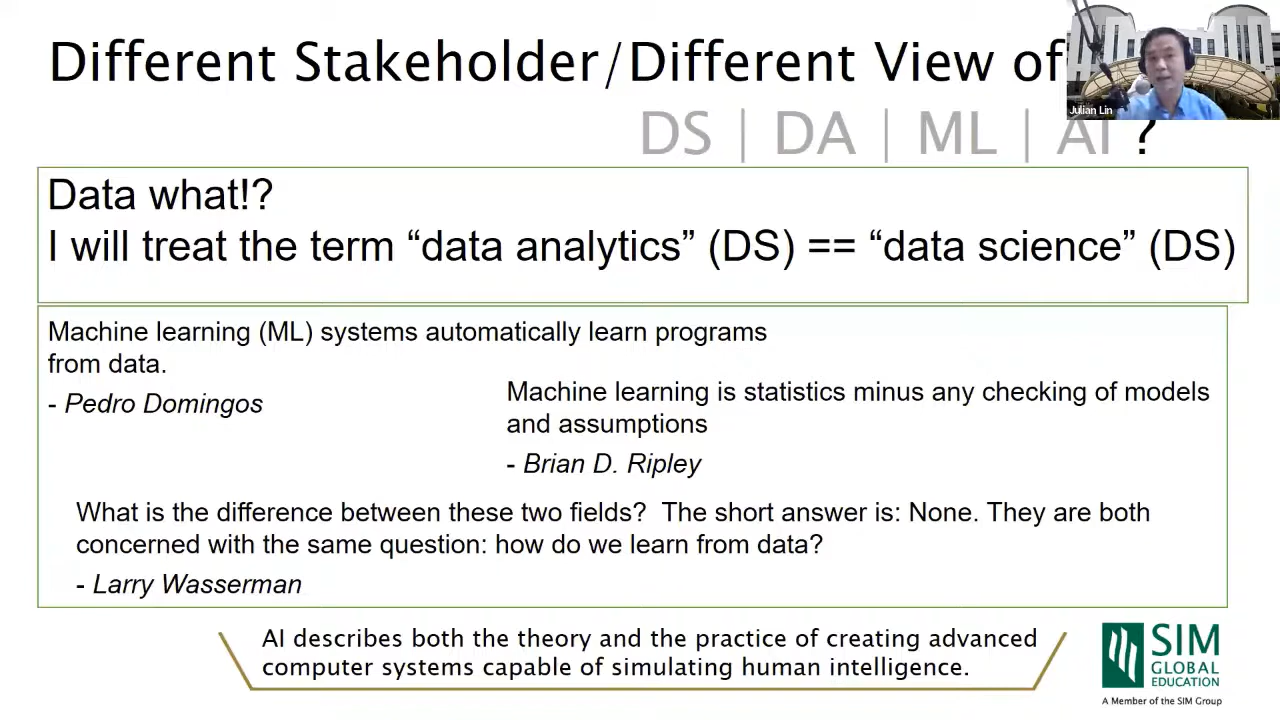 Different Stakeholder/Different View of
Julian Lin
DS | DA | ML | AI ?
Data what!?
I will treat the term “data analytics” (DS) == “data science” (DS)
Machine learning (ML) systems automatically learn programs
from data.
- Pedro Domingos
Machine learning is statistics minus any checking of models
and assumptions
- Brian D. Ripley
What is the difference between these two fields?  The short answer is: None. They are both
concerned with the same question: how do we learn from data?
- Larry Wasserman
AI describes both the theory and the practice of creating advanced
computer systems capable of simulating human intelligence.
SIM
GLOBAL
EDUCATION
A Member of the SIM Group